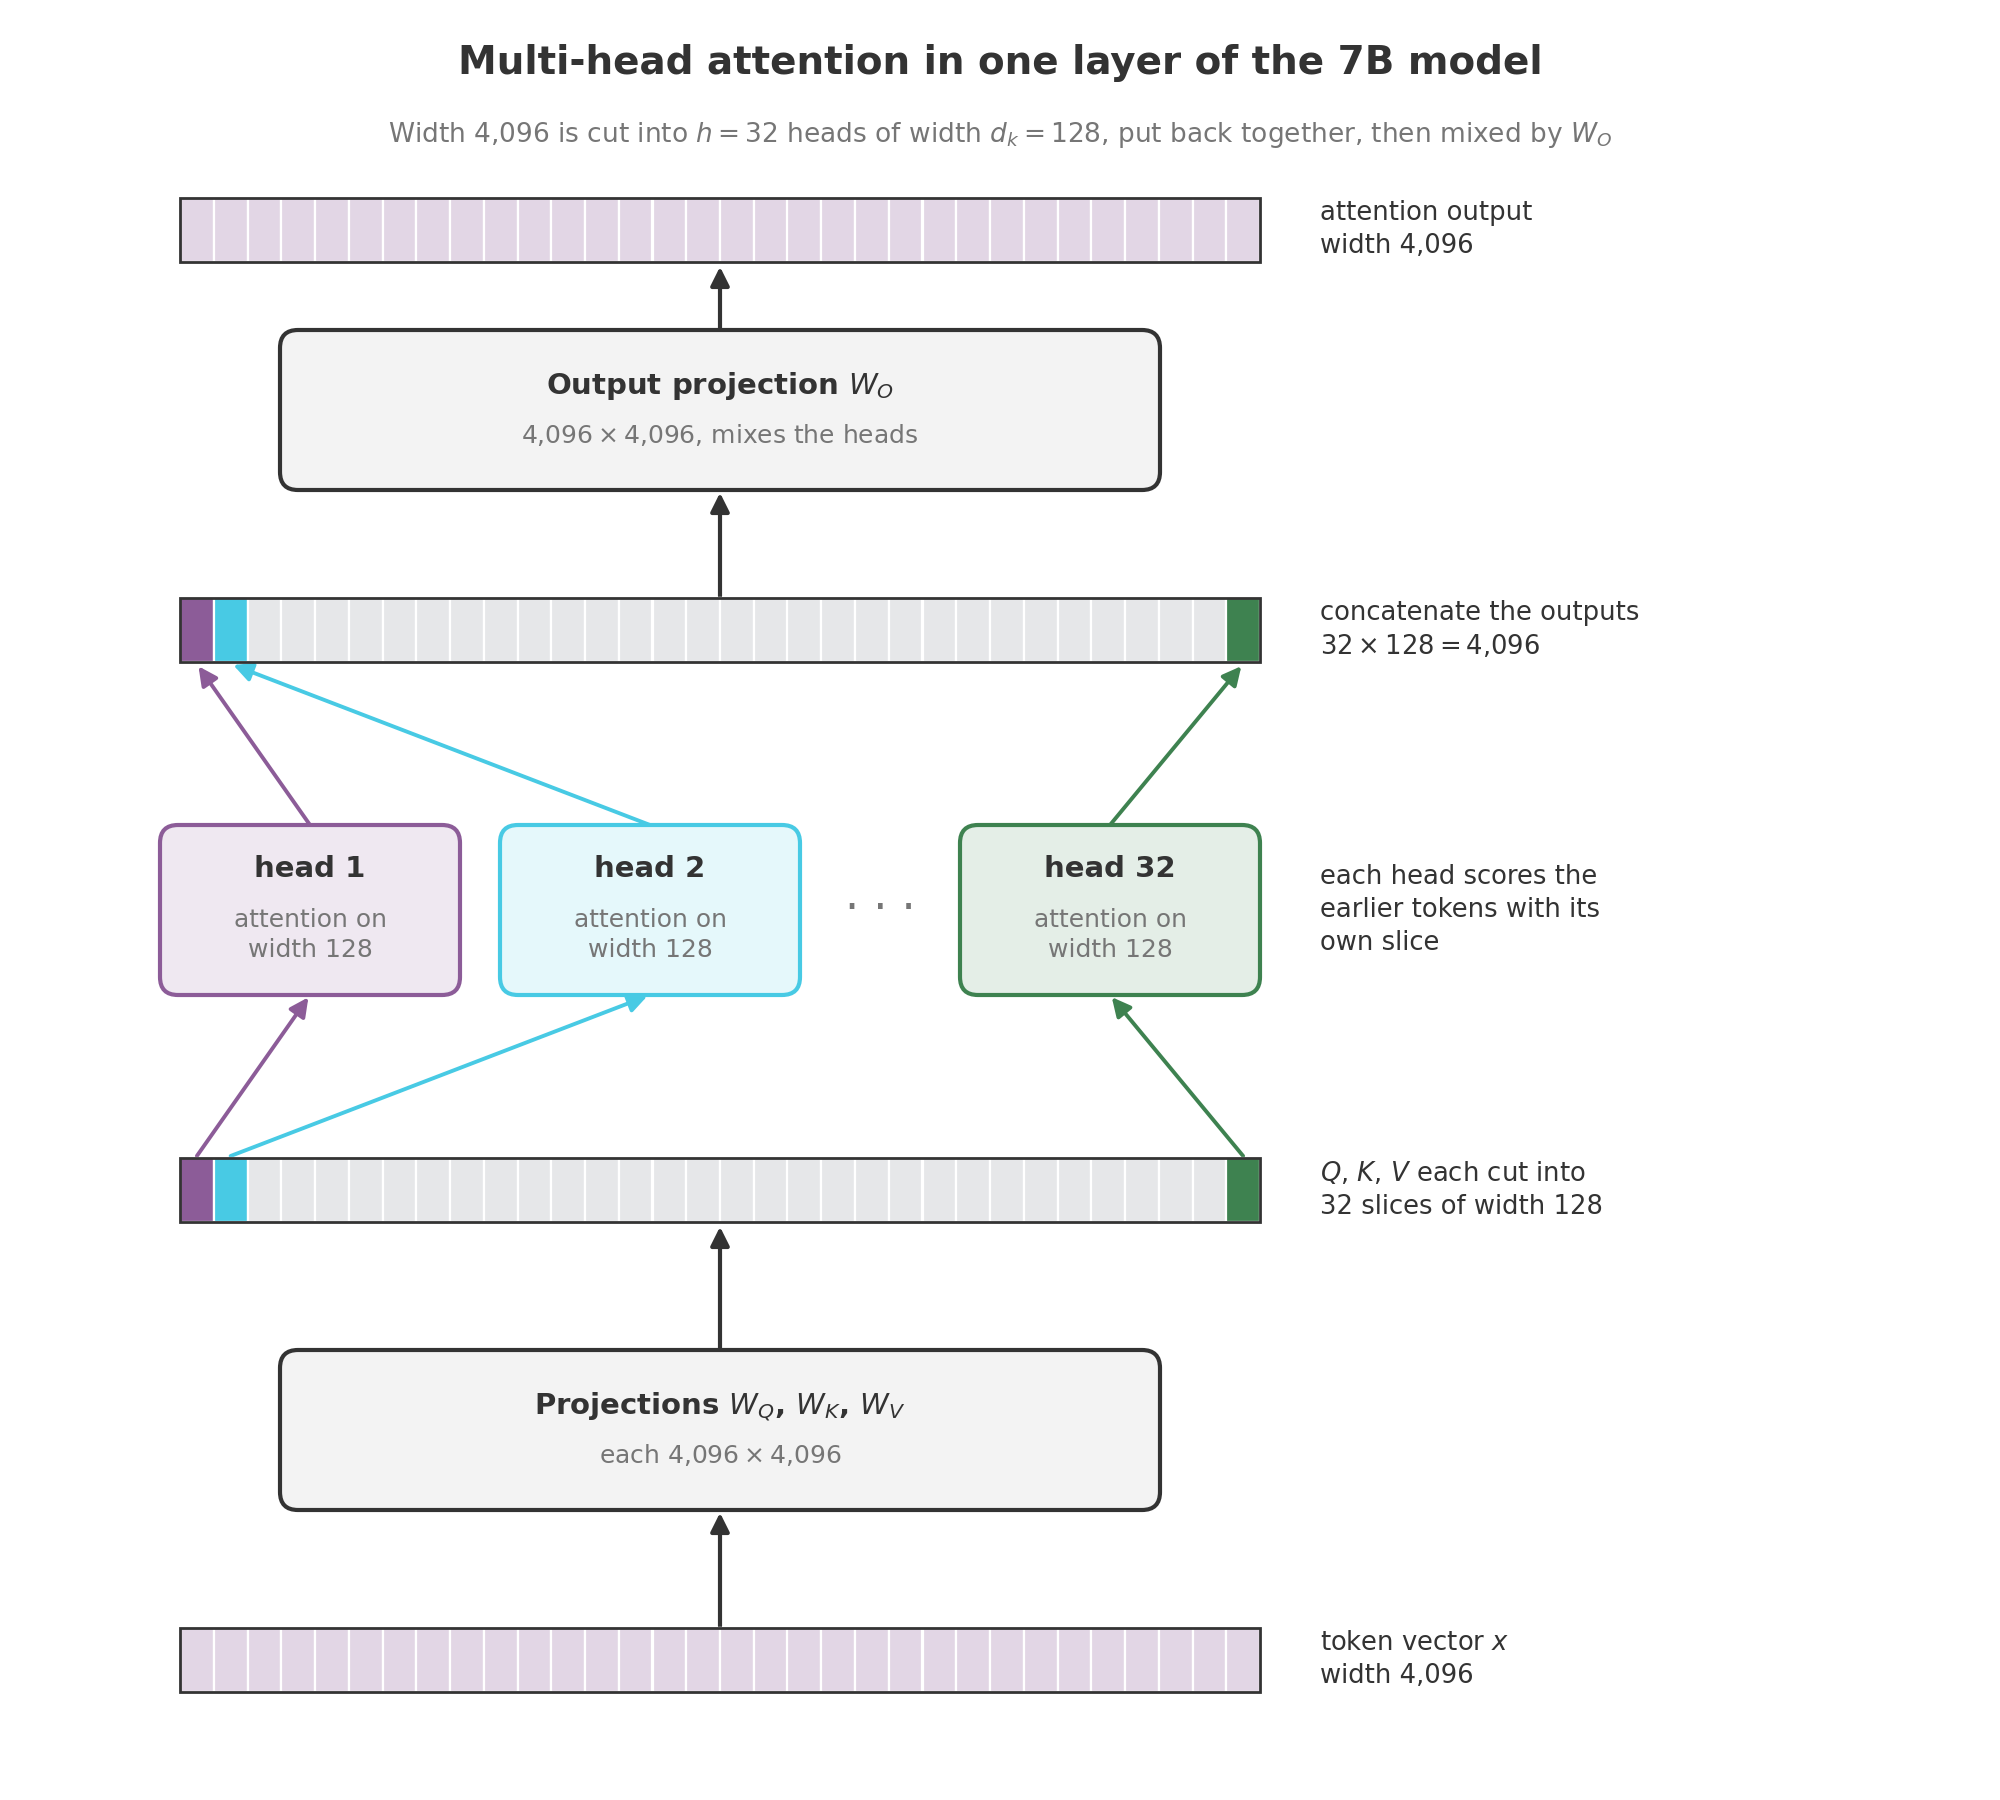 Multi-head attention in one layer of the 7B model
Width 4,096 is cut into h = 32 heads of width d_k = 128, put back together, then mixed by W_O
attention output
width 4,096
Output projection W_O
4,096 × 4,096, mixes the heads
concatenate the outputs
32 × 128 = 4,096
head 1
attention on
width 128
head 2
attention on
width 128
. . .
head 32
attention on
width 128
each head scores the
earlier tokens with its
own slice
Q, K, V each cut into
32 slices of width 128
Projections W_Q, W_K, W_V
each 4,096 × 4,096
token vector x
width 4,096